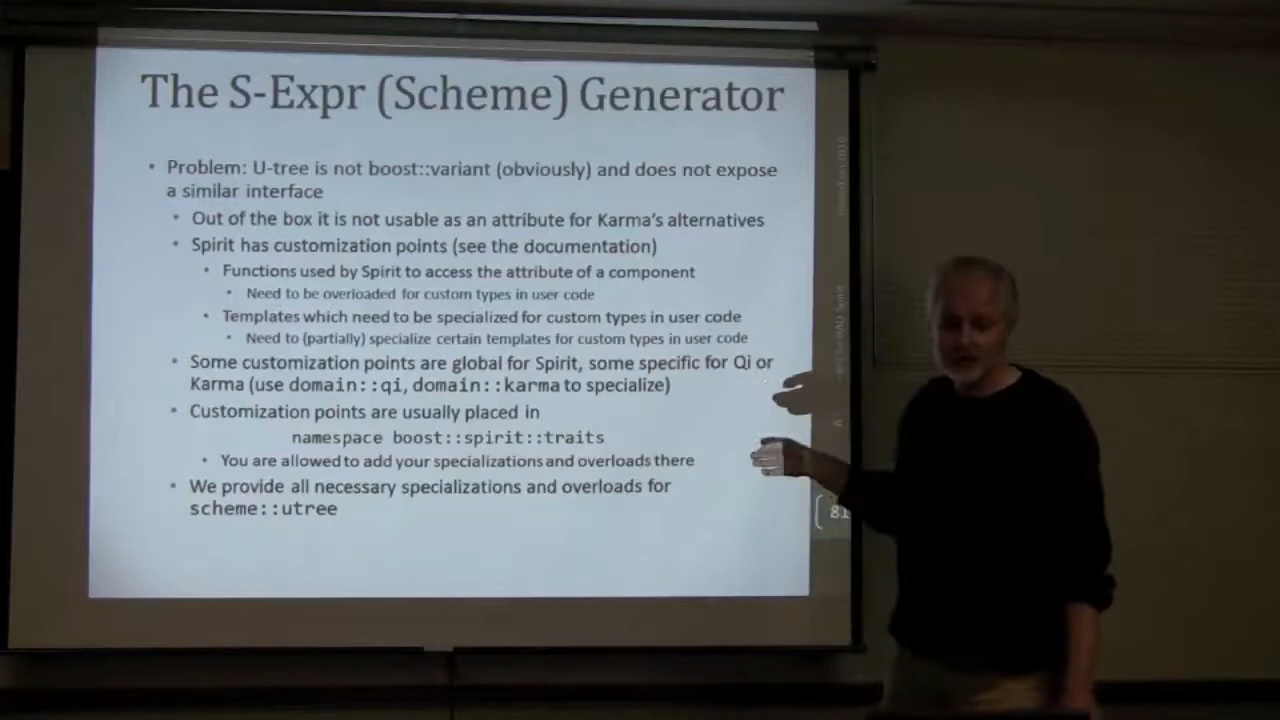 The S-Expr (Scheme) Generator
• Problem: U-tree is not boost::variant (obviously) and does not expose
a similar interface
• Out of the box it is not usable as an attribute for Karma's alternatives
• Spirit has customization points (see the documentation)
• Functions used by Spirit to access the attribute of a component
• Need to be overloaded for custom types in user code
• Templates which need to be specialized for custom types in user code
• Need to (partially) specialize certain templates for custom types in user code
• Some customization points are global for Spirit, some specific for Qi or
Karma (use domain::qi, domain::karma to specialize)
• Customization points are usually placed in
namespace boost::spirit::traits
• You are allowed to add your specializations and overloads there
• We provide all necessary specializations and overloads for
scheme::utree
81